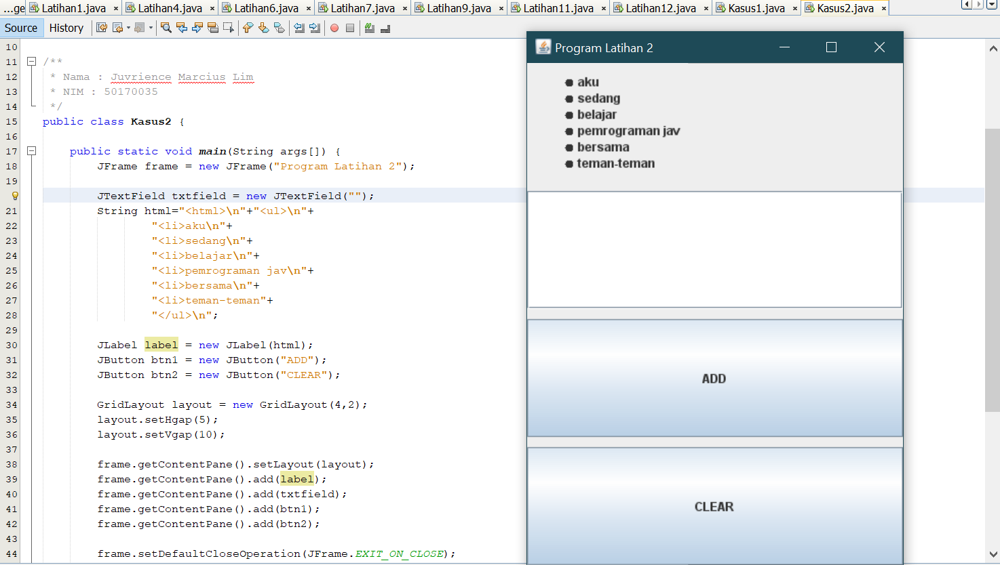 ...ge Latihan1.java × Latihan4.java × Latihan6.java × Latihan7.java × Latihan9.java × Latihan11.java × Latihan12.java × Kasus1.java × Kasus2.java ×
Source History
10
11 /**
12 * Nama : Juvrience Marcius Lim
13 * NIM : 50170035
14 */
15 public class Kasus2 {
16
17 public static void main(String args[]) {
18 JFrame frame = new JFrame("Program Latihan 2");
19
JTextField txtfield = new JTextField("");
21 String html="<html>\n"+"<ul>\n"+
22 "<li>aku\n"+
23 "<li>sedang\n"+
24 "<li>belajar\n"+
25 "<li>pemrograman jav\n"+
26 "<li>bersama\n"+
27 "<li>teman-teman"+
28 "</ul>\n";
29
30 JLabel label = new JLabel(html);
31 JButton btn1 = new JButton("ADD");
32 JButton btn2 = new JButton("CLEAR");
33
34 GridLayout layout = new GridLayout(4,2);
35 layout.setHgap(5);
36 layout.setVgap(10);
37
38 frame.getContentPane().setLayout(layout);
39 frame.getContentPane().add(label);
40 frame.getContentPane().add(txtfield);
41 frame.getContentPane().add(btn1);
42 frame.getContentPane().add(btn2);
43
44 frame.setDefaultCloseOperation(JFrame.EXIT_ON_CLOSE);
Program Latihan 2
● aku
● sedang
● belajar
● pemrograman jav
● bersama
● teman-teman
ADD
CLEAR